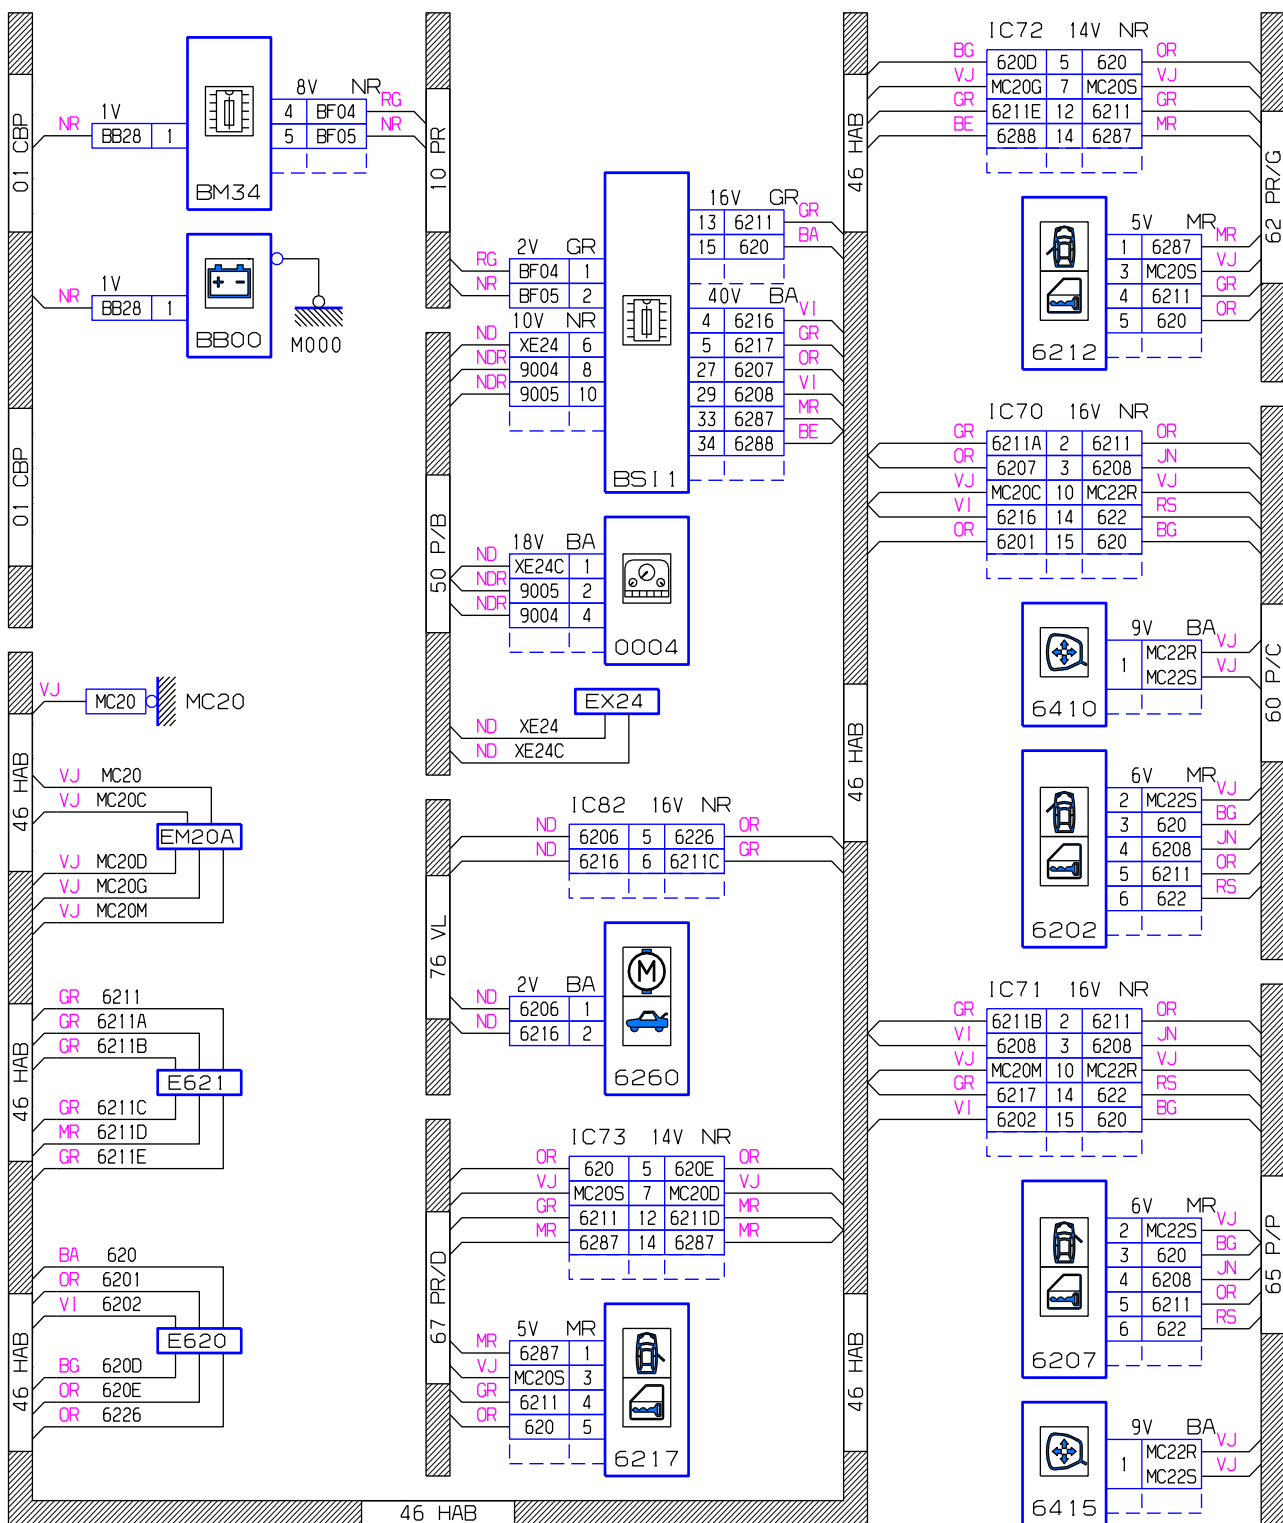 01 CBP
NR
1V
BB28 1
BM34
8V NR
4 BF04 RG
5 BF05 NR
10 PR
NR
1V
BB28 1
BB00
M000
01 CBP
2V GR
RG BF04 1
NR BF05 2
10V NR
ND XE24 6
NDR 9004 8
NDR 9005 10
BSI1
16V GR
13 6211 GR
15 620 BA
40V BA
4 6216 VI
5 6217 GR
27 6207 OR
29 6208 VI
33 6287 MR
34 6288 BE
46 HAB
50 P/B
18V BA
ND XE24C 1
NDR 9005 2
NDR 9004 4
0004
EX24
ND XE24
ND XE24C
VJ MC20 MC20
46 HAB
VJ MC20
VJ MC20C
EM20A
VJ MC20D
VJ MC20G
VJ MC20M
46 HAB
GR 6211
GR 6211A
GR 6211B
E621
GR 6211C
MR 6211D
GR 6211E
46 HAB
BA 620
OR 6201
VI 6202
E620
BG 620D
OR 620E
OR 6226
76 VL
IC82 16V NR
ND 6206 5 6226 OR
ND 6216 6 6211C GR
2V BA
ND 6206 1
ND 6216 2
M
6260
46 HAB
67 PR/D
IC73 14V NR
OR 620 5 620E OR
VJ MC20S 7 MC20D VJ
GR 6211 12 6211D MR
MR 6287 14 6287 MR
5V MR
MR 6287 1
VJ MC20S 3
GR 6211 4
OR 620 5
6217
46 HAB
46 HAB
IC72 14V NR
BG 620D 5 620 OR
VJ MC20G 7 MC20S VJ
GR 6211E 12 6211 GR
BE 6288 14 6287 MR
62 PR/G
5V MR
1 6287 MR
3 MC20S VJ
4 6211 GR
5 620 OR
6212
IC70 16V NR
GR 6211A 2 6211 OR
OR 6207 3 6208 JN
VJ MC20C 10 MC22R VJ
VI 6216 14 622 RS
OR 6201 15 620 BG
60 P/C
9V BA
1 MC22R VJ
MC22S VJ
6410
6V MR
2 MC22S VJ
3 620 BG
4 6208 JN
5 6211 OR
6 622 RS
6202
IC71 16V NR
GR 6211B 2 6211 OR
VI 6208 3 6208 JN
VJ MC20M 10 MC22R VJ
GR 6217 14 622 RS
VI 6202 15 620 BG
65 P/P
6V MR
2 MC22S VJ
3 620 BG
4 6208 JN
5 6211 OR
6 622 RS
6207
9V BA
1 MC22R VJ
MC22S VJ
6415